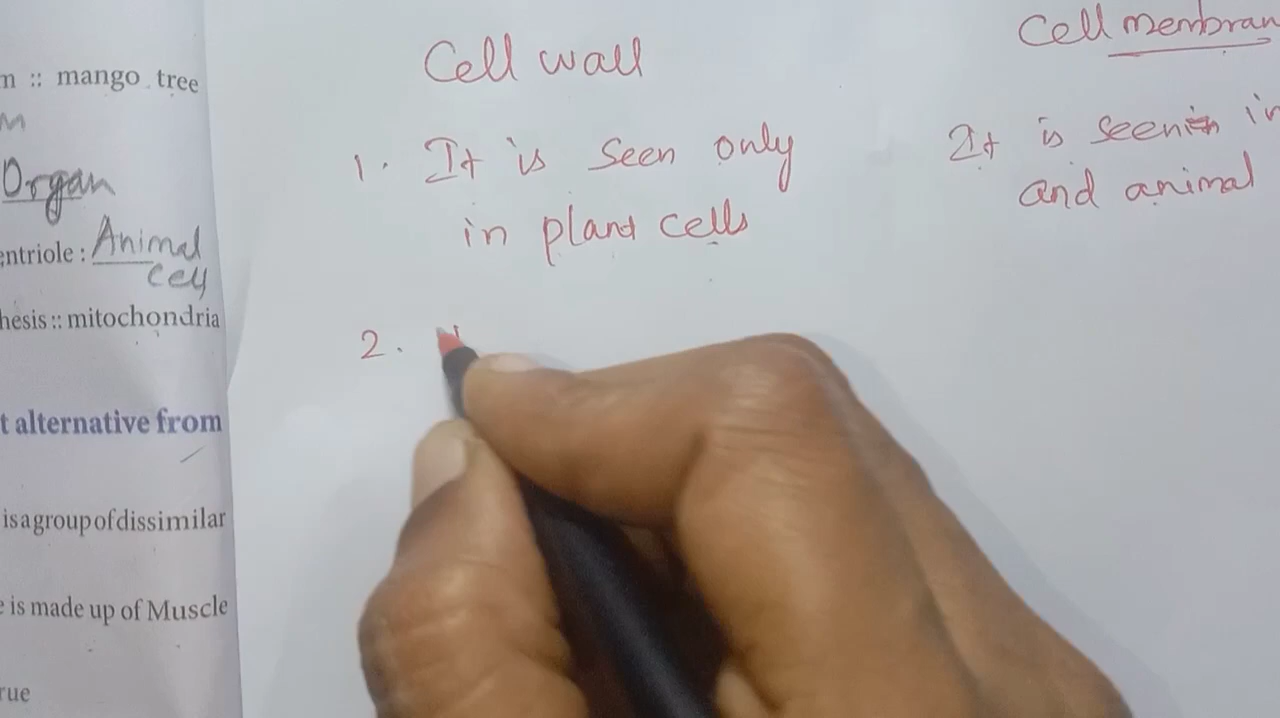 m :: mango tree
Organ
entriole : Animal
cell
hesis :: mitochondria
t alternative from
is a group of dissimilar
e is made up of Muscle
rue
Cell wall
1. It is seen only
in plant cells
2.
Cell membran
It is seen in
and animal